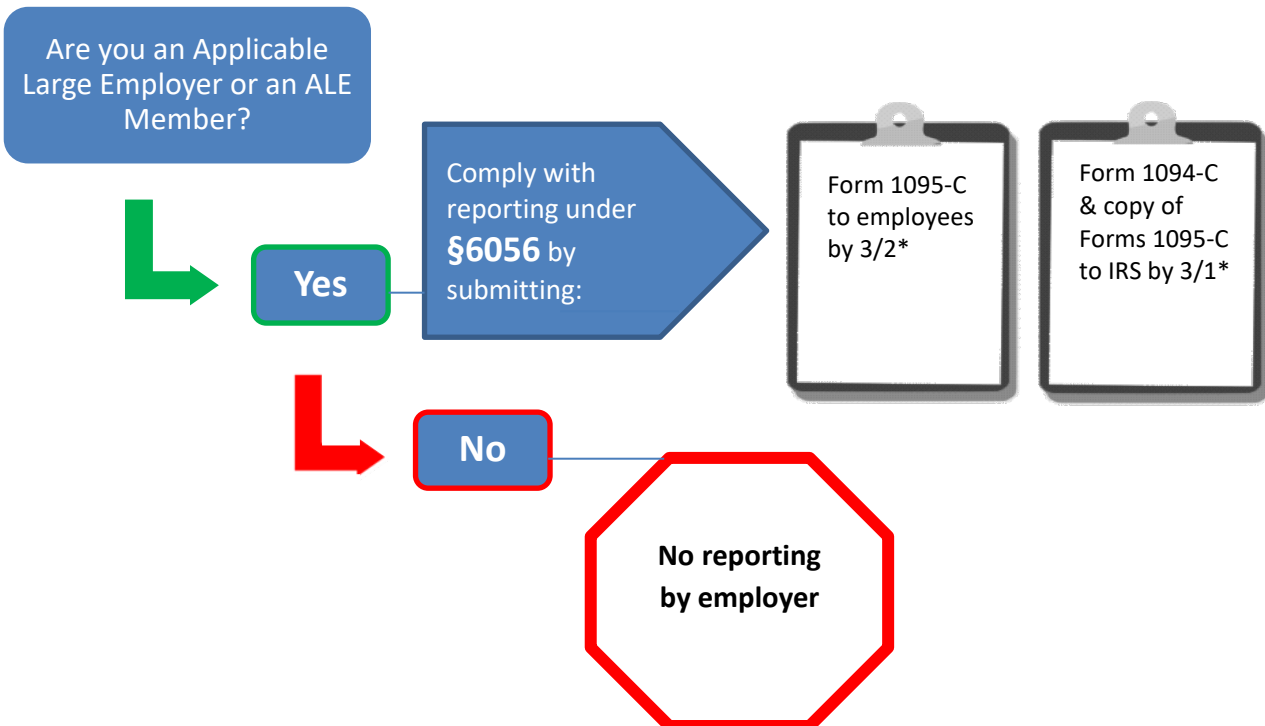 Are you an Applicable
Large Employer or an ALE
Member?
Comply with
reporting under
§6056 by
submitting:
Form 1095-C
to employees
by 3/2*
Form 1094-C
& copy of
Forms 1095-C
to IRS by 3/1*
Yes
No
No reporting
by employer